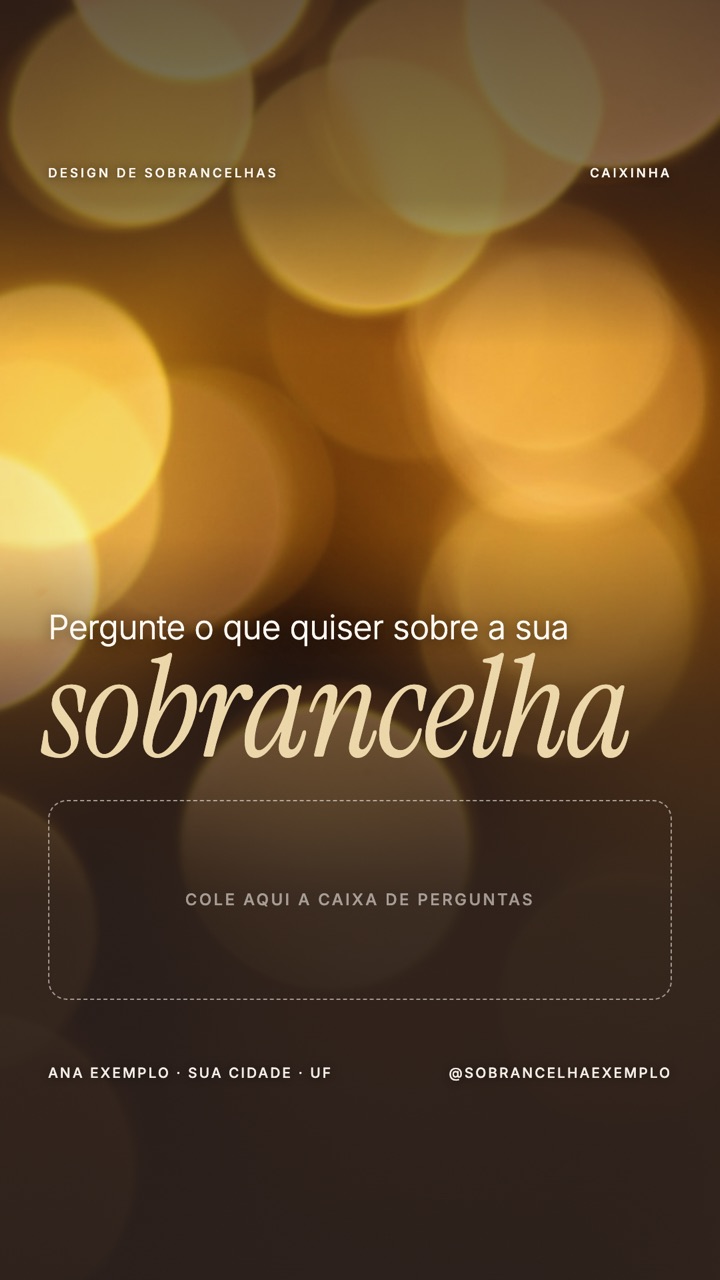 DESIGN DE SOBRANCELHAS
CAIXINHA
Pergunte o que quiser sobre a sua
sobrancelha
COLE AQUI A CAIXA DE PERGUNTAS
ANA EXEMPLO · SUA CIDADE · UF
@SOBRANCELHAEXEMPLO